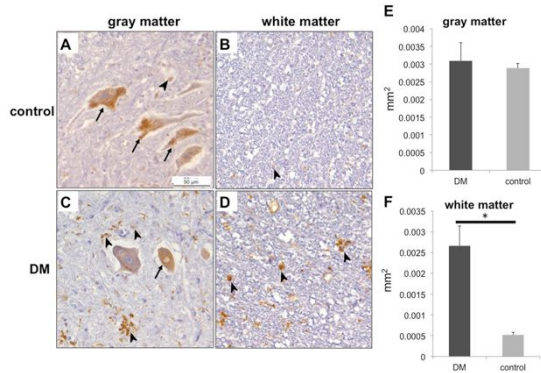 gray matter
white matter
A
B
control
50 µm
C
D
DM
E
gray matter
mm²
0.004
0.0035
0.003
0.0025
0.002
0.0015
0.001
0.0005
0
DM
control
F
white matter
*
mm²
0.0035
0.003
0.0025
0.002
0.0015
0.001
0.0005
0
DM
control